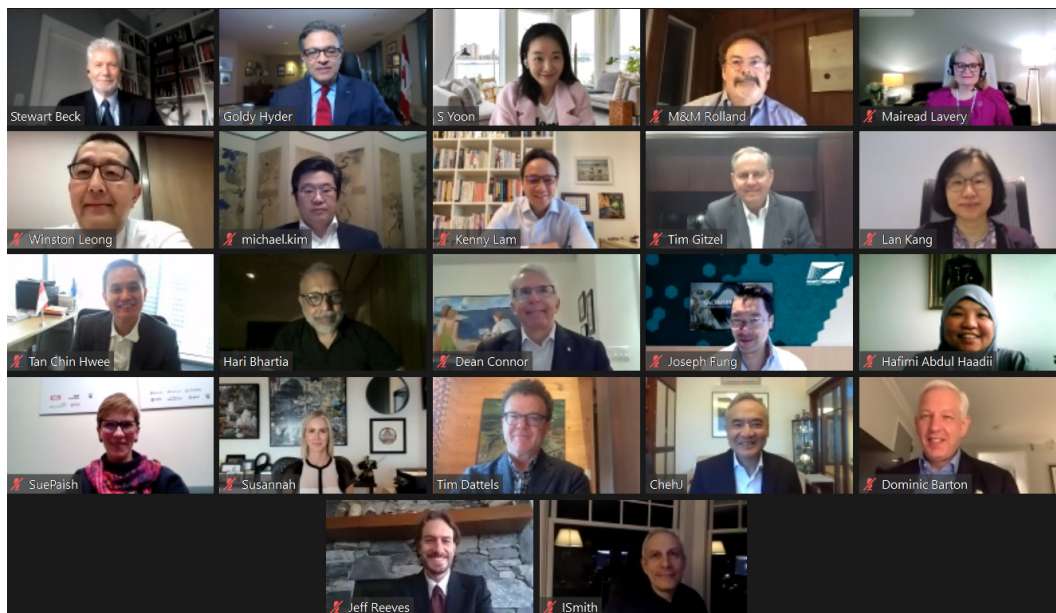 Stewart Beck
Goldy Hyder
S Yoon
M&M Rolland
Mairead Lavery
Winston Leong
michael.kim
Kenny Lam
Tim Gitzel
Lan Kang
Tan Chin Hwee
Hari Bhartia
Dean Connor
Joseph Fung
Hafimi Abdul Haadii
SuePaish
Susannah
Tim Dattels
ChehJ
Dominic Barton
Jeff Reeves
ISmith